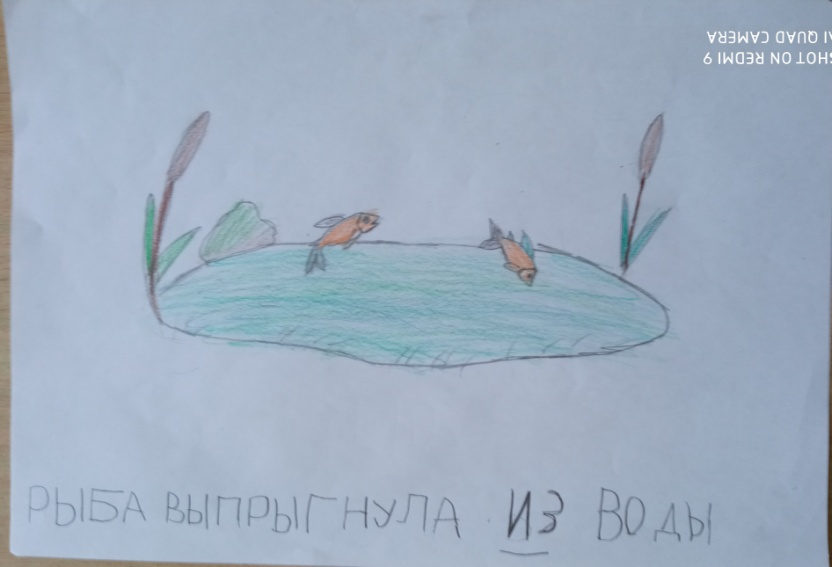 SHOT ON REDMI 9
AI QUAD CAMERA
РЫБА ВЫПРЫГНУЛА ИЗ ВОДЫ